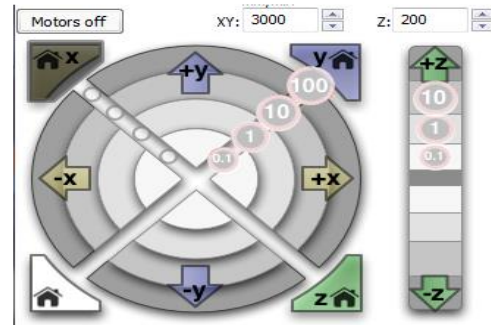 Motors off XY: 3000 Z: 200
x +y y +z
100
10 10
1 1
0.1 0.1
-x +x
-y z -z